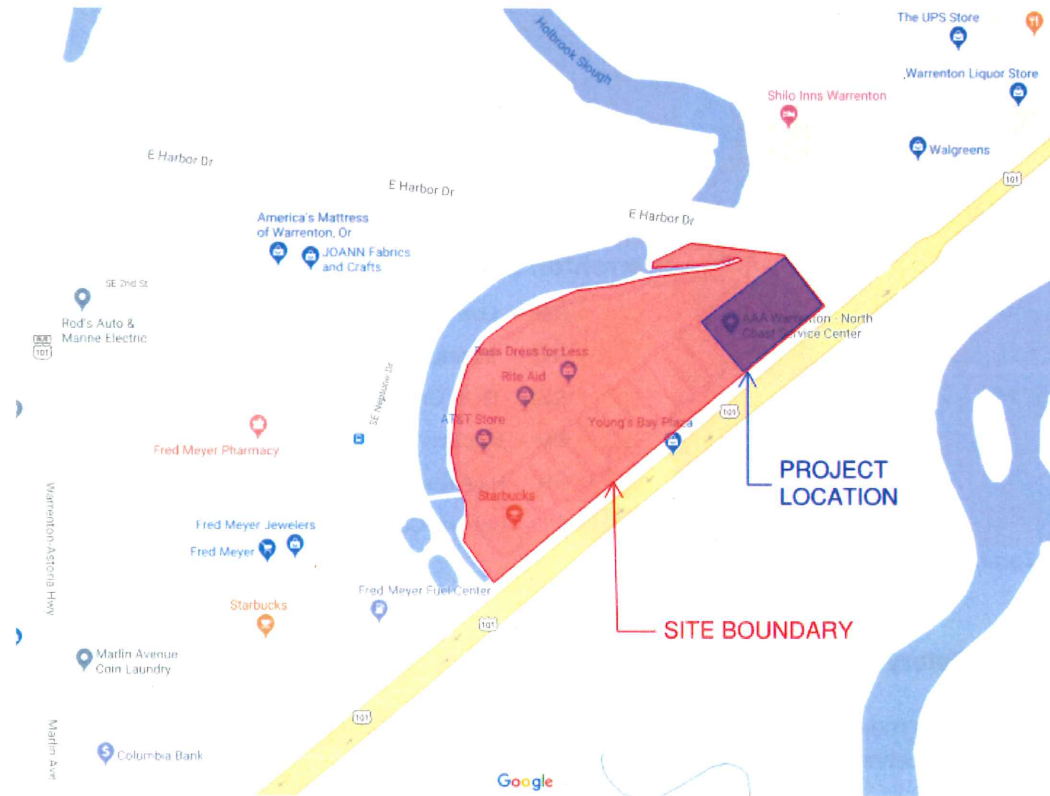 The UPS Store
Holbrook Slough
Warrenton Liquor Store
Shilo Inns Warrenton
Walgreens
E Harbor Dr
101
E Harbor Dr
E Harbor Dr
America's Mattress
of Warrenton, Or
JOANN Fabrics
and Crafts
SE 2nd St
Rod's Auto &
Marine Electric
101
AAA Warrenton - North
Coast Service Center
Ross Dress for Less
Rite Aid
SE Neptune Dr
AT&T Store
Young's Bay Plaza
101
Fred Meyer Pharmacy
PROJECT
LOCATION
Starbucks
Warrenton-Astoria Hwy
Fred Meyer Jewelers
Fred Meyer
Fred Meyer Fuel Center
Starbucks
101
SITE BOUNDARY
Marlin Avenue
Coin Laundry
101
Marlin Ave
Columbia Bank
Google